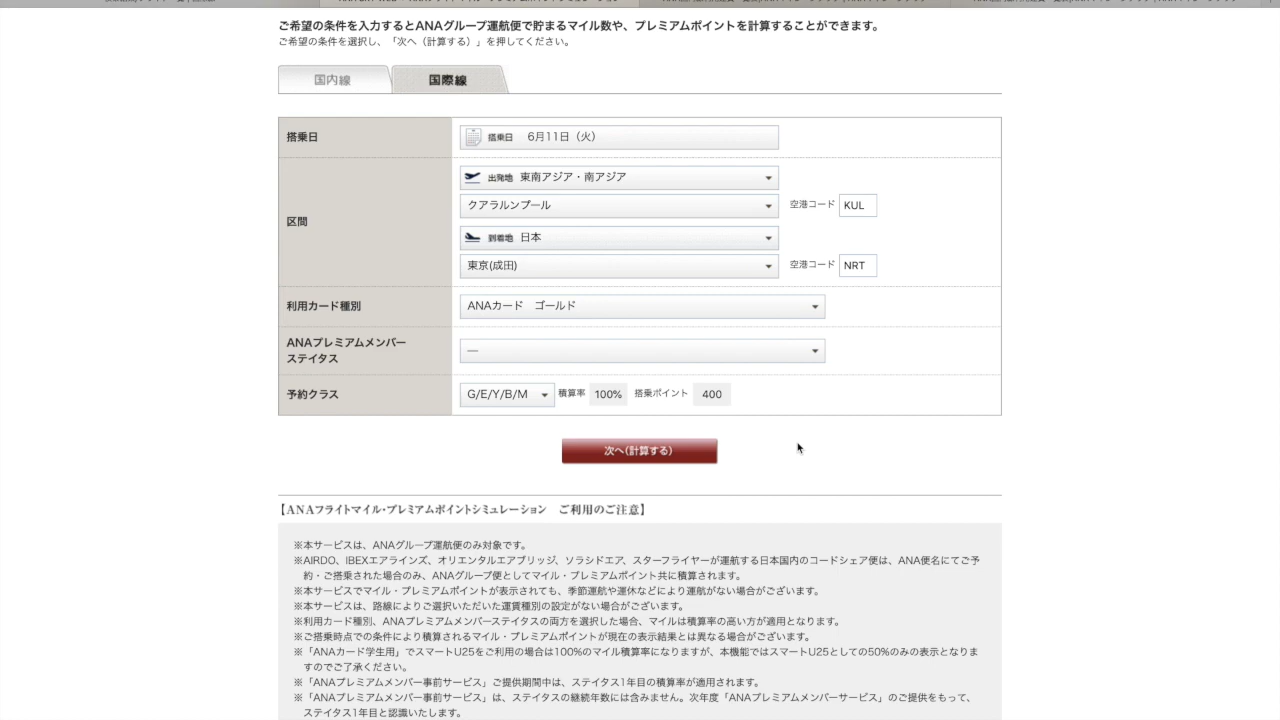 ご希望の条件を入力するとANAグループ運航便で貯まるマイル数や、プレミアムポイントを計算することができます。
ご希望の条件を選択し、「次へ（計算する）」を押してください。
国内線 国際線
搭乗日 搭乗日 6月11日（火）
出発地 東南アジア・南アジア
クアラルンプール 空港コード KUL
区間
到着地 日本
東京(成田) 空港コード NRT
利用カード種別 ANAカード　ゴールド
ANAプレミアムメンバー
ステイタス
―
予約クラス G/E/Y/B/M 積算率 100% 搭乗ポイント 400
次へ(計算する)
【ANAフライトマイル・プレミアムポイントシミュレーション　ご利用のご注意】
※本サービスは、ANAグループ運航便のみ対象です。
※AIRDO、IBEXエアラインズ、オリエンタルエアブリッジ、ソラシドエア、スターフライヤーが運航する日本国内のコードシェア便は、ANA便名にてご予
約・ご搭乗された場合のみ、ANAグループ便としてマイル・プレミアムポイント共に積算されます。
※本サービスでマイル・プレミアムポイントが表示されても、季節運航や運休などにより運航がない場合がございます。
※本サービスは、路線によりご選択いただいた運賃種別の設定がない場合がございます。
※利用カード種別、ANAプレミアムメンバーステイタスの両方を選択した場合、マイルは積算率の高い方が適用となります。
※ご搭乗時点での条件により積算されるマイル・プレミアムポイントが現在の表示結果とは異なる場合がございます。
※「ANAカード学生用」でスマートU25をご利用の場合は100%のマイル積算率になりますが、本機能ではスマートU25としての50%のみの表示となりま
すのでご了承ください。
※「ANAプレミアムメンバー事前サービス」ご提供期間中は、ステイタス1年目の積算率が適用されます。
※「ANAプレミアムメンバー事前サービス」は、ステイタスの継続年数には含みません。次年度「ANAプレミアムメンバーサービス」のご提供をもって、
ステイタス1年目と認識いたします。